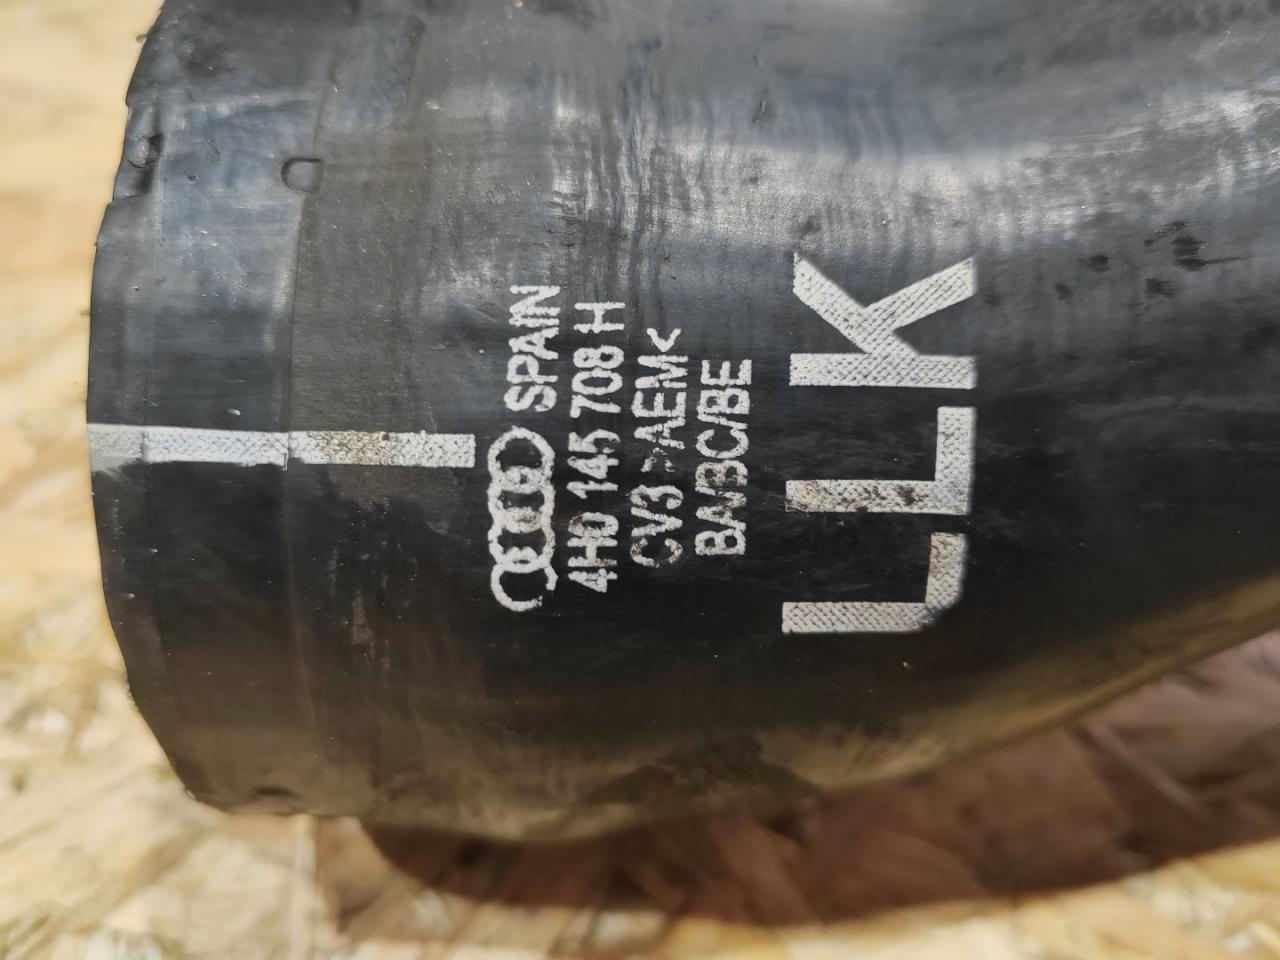 SPAIN
4H0 145 708 H
CV3 >AEM<
BA/BC/BE
LLK